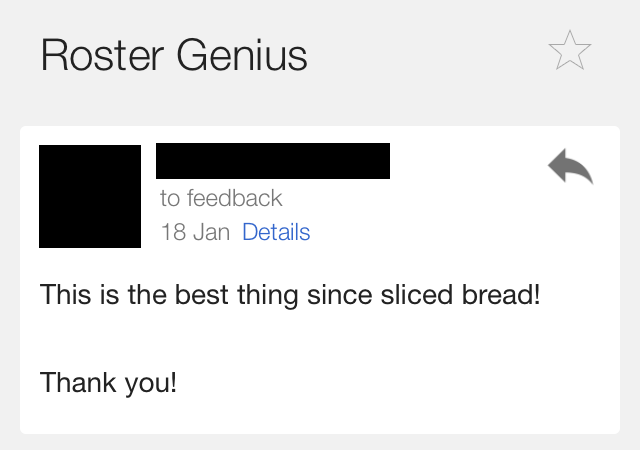 Roster Genius
to feedback
18 Jan Details
This is the best thing since sliced bread!
Thank you!